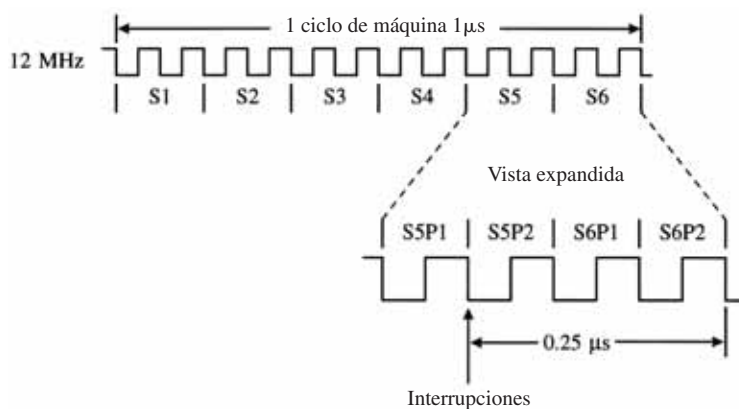 1 ciclo de máquina 1µs
12 MHz
S1 S2 S3 S4 S5 S6
Vista expandida
S5P1 S5P2 S6P1 S6P2
0.25 µs
Interrupciones